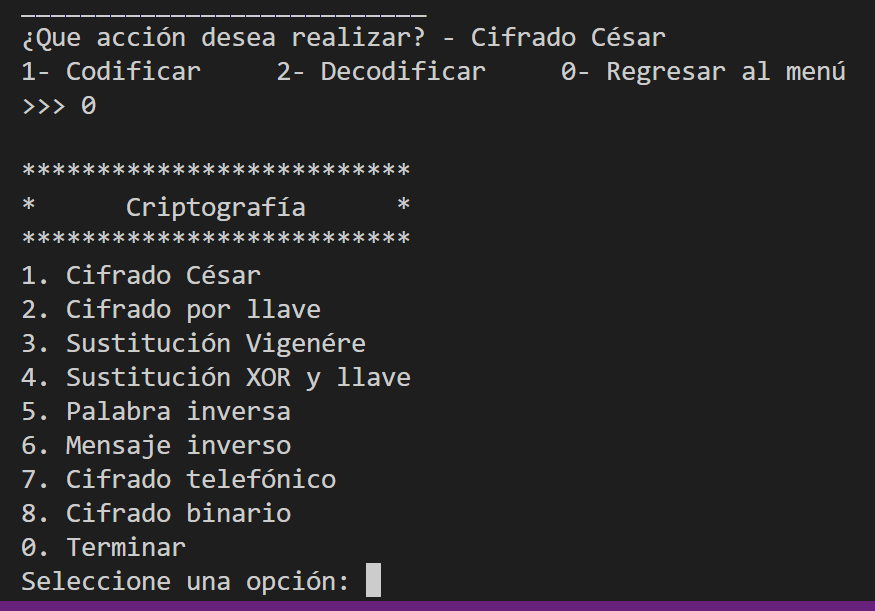 ___________________________
¿Que acción desea realizar? - Cifrado César
1- Codificar     2- Decodificar     0- Regresar al menú
>>> 0

**************************
*      Criptografía      *
**************************
1. Cifrado César
2. Cifrado por llave
3. Sustitución Vigenére
4. Sustitución XOR y llave
5. Palabra inversa
6. Mensaje inverso
7. Cifrado telefónico
8. Cifrado binario
0. Terminar
Seleccione una opción: